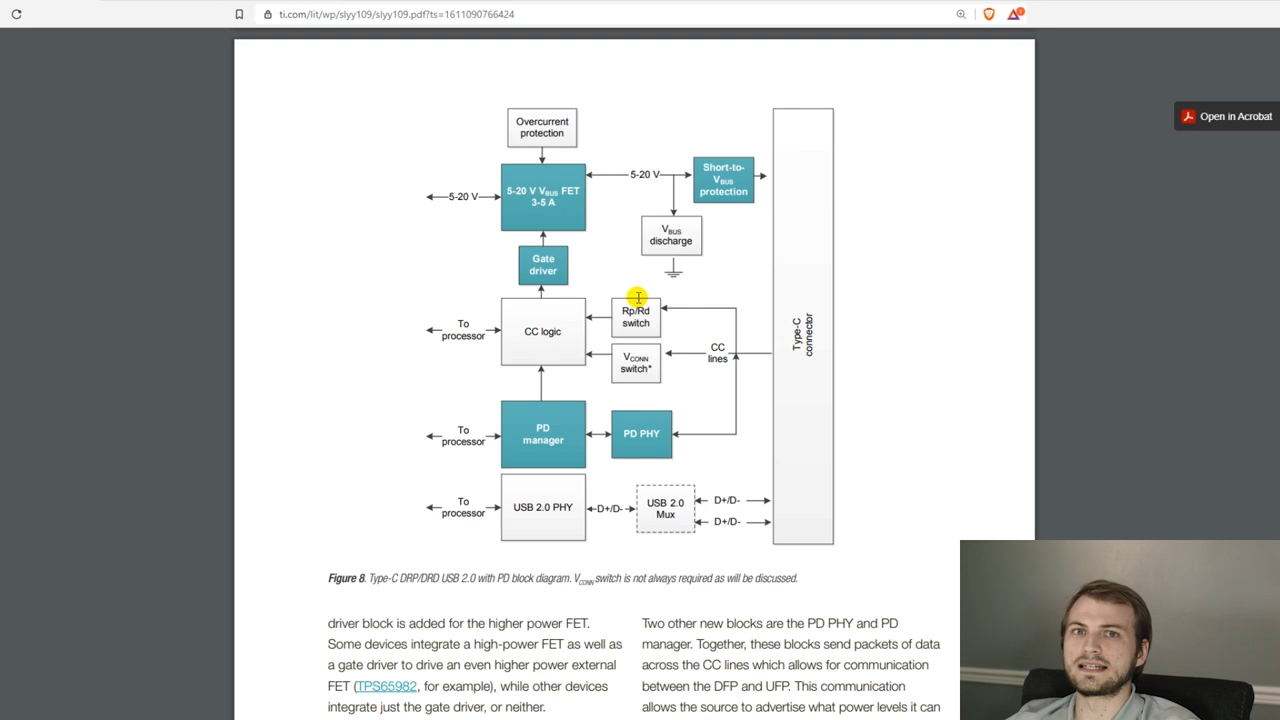 ti.com/lit/wp/slyy109/slyy109.pdf?ts=1611090766424
Open in Acrobat
Overcurrent
protection
5-20 V
5-20 V VBUS FET
3-5 A
5-20 V
Short-to-
VBUS
protection
VBUS
discharge
Gate
driver
To
processor
CC logic
Rp/Rd
switch
VCONN
switch*
CC
lines
Type-C
connector
To
processor
PD
manager
PD PHY
To
processor
USB 2.0 PHY
D+/D-
USB 2.0
Mux
D+/D-
D+/D-
Figure 8. Type-C DRP/DRD USB 2.0 with PD block diagram. VCONN switch is not always required as will be discussed.
driver block is added for the higher power FET.
Some devices integrate a high-power FET as well as
a gate driver to drive an even higher power external
FET (TPS65982, for example), while other devices
integrate just the gate driver, or neither.
Two other new blocks are the PD PHY and PD
manager. Together, these blocks send packets of data
across the CC lines which allows for communication
between the DFP and UFP. This communication
allows the source to advertise what power levels it can